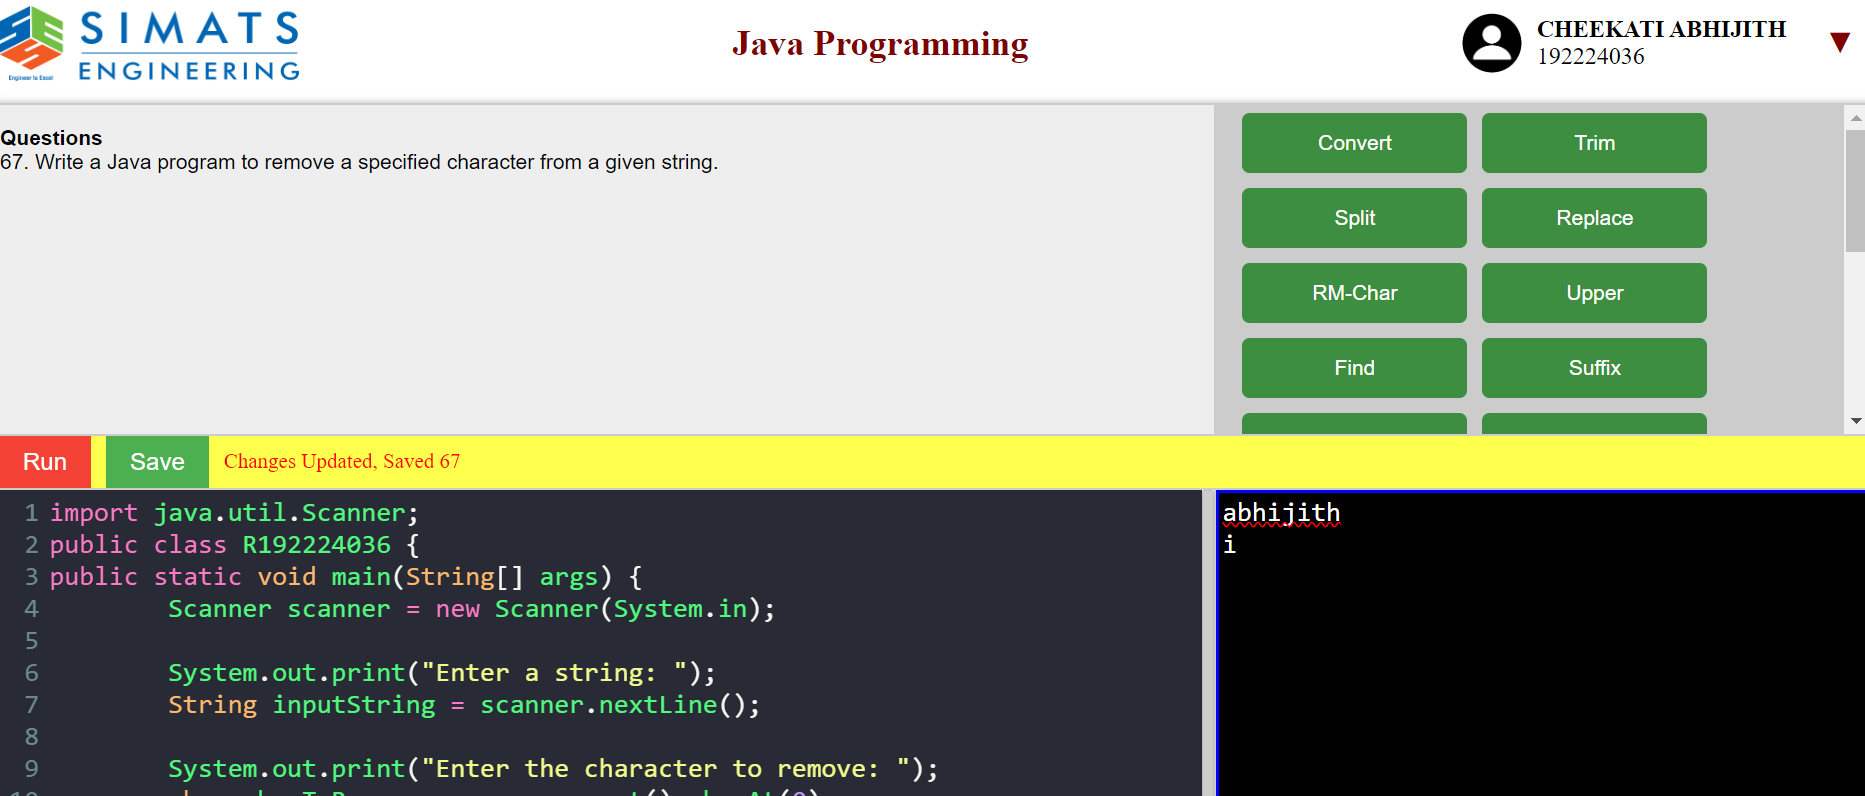 SIMATS
ENGINEERING
Engineer to Excel
Java Programming
CHEEKATI ABHIJITH
192224036
Questions
67. Write a Java program to remove a specified character from a given string.
Convert
Trim
Split
Replace
RM-Char
Upper
Find
Suffix
Run
Save
Changes Updated, Saved 67
1 import java.util.Scanner;
2 public class R192224036 {
3 public static void main(String[] args) {
4 Scanner scanner = new Scanner(System.in);
5
6 System.out.print("Enter a string: ");
7 String inputString = scanner.nextLine();
8
9 System.out.print("Enter the character to remove: ");
abhijith
i